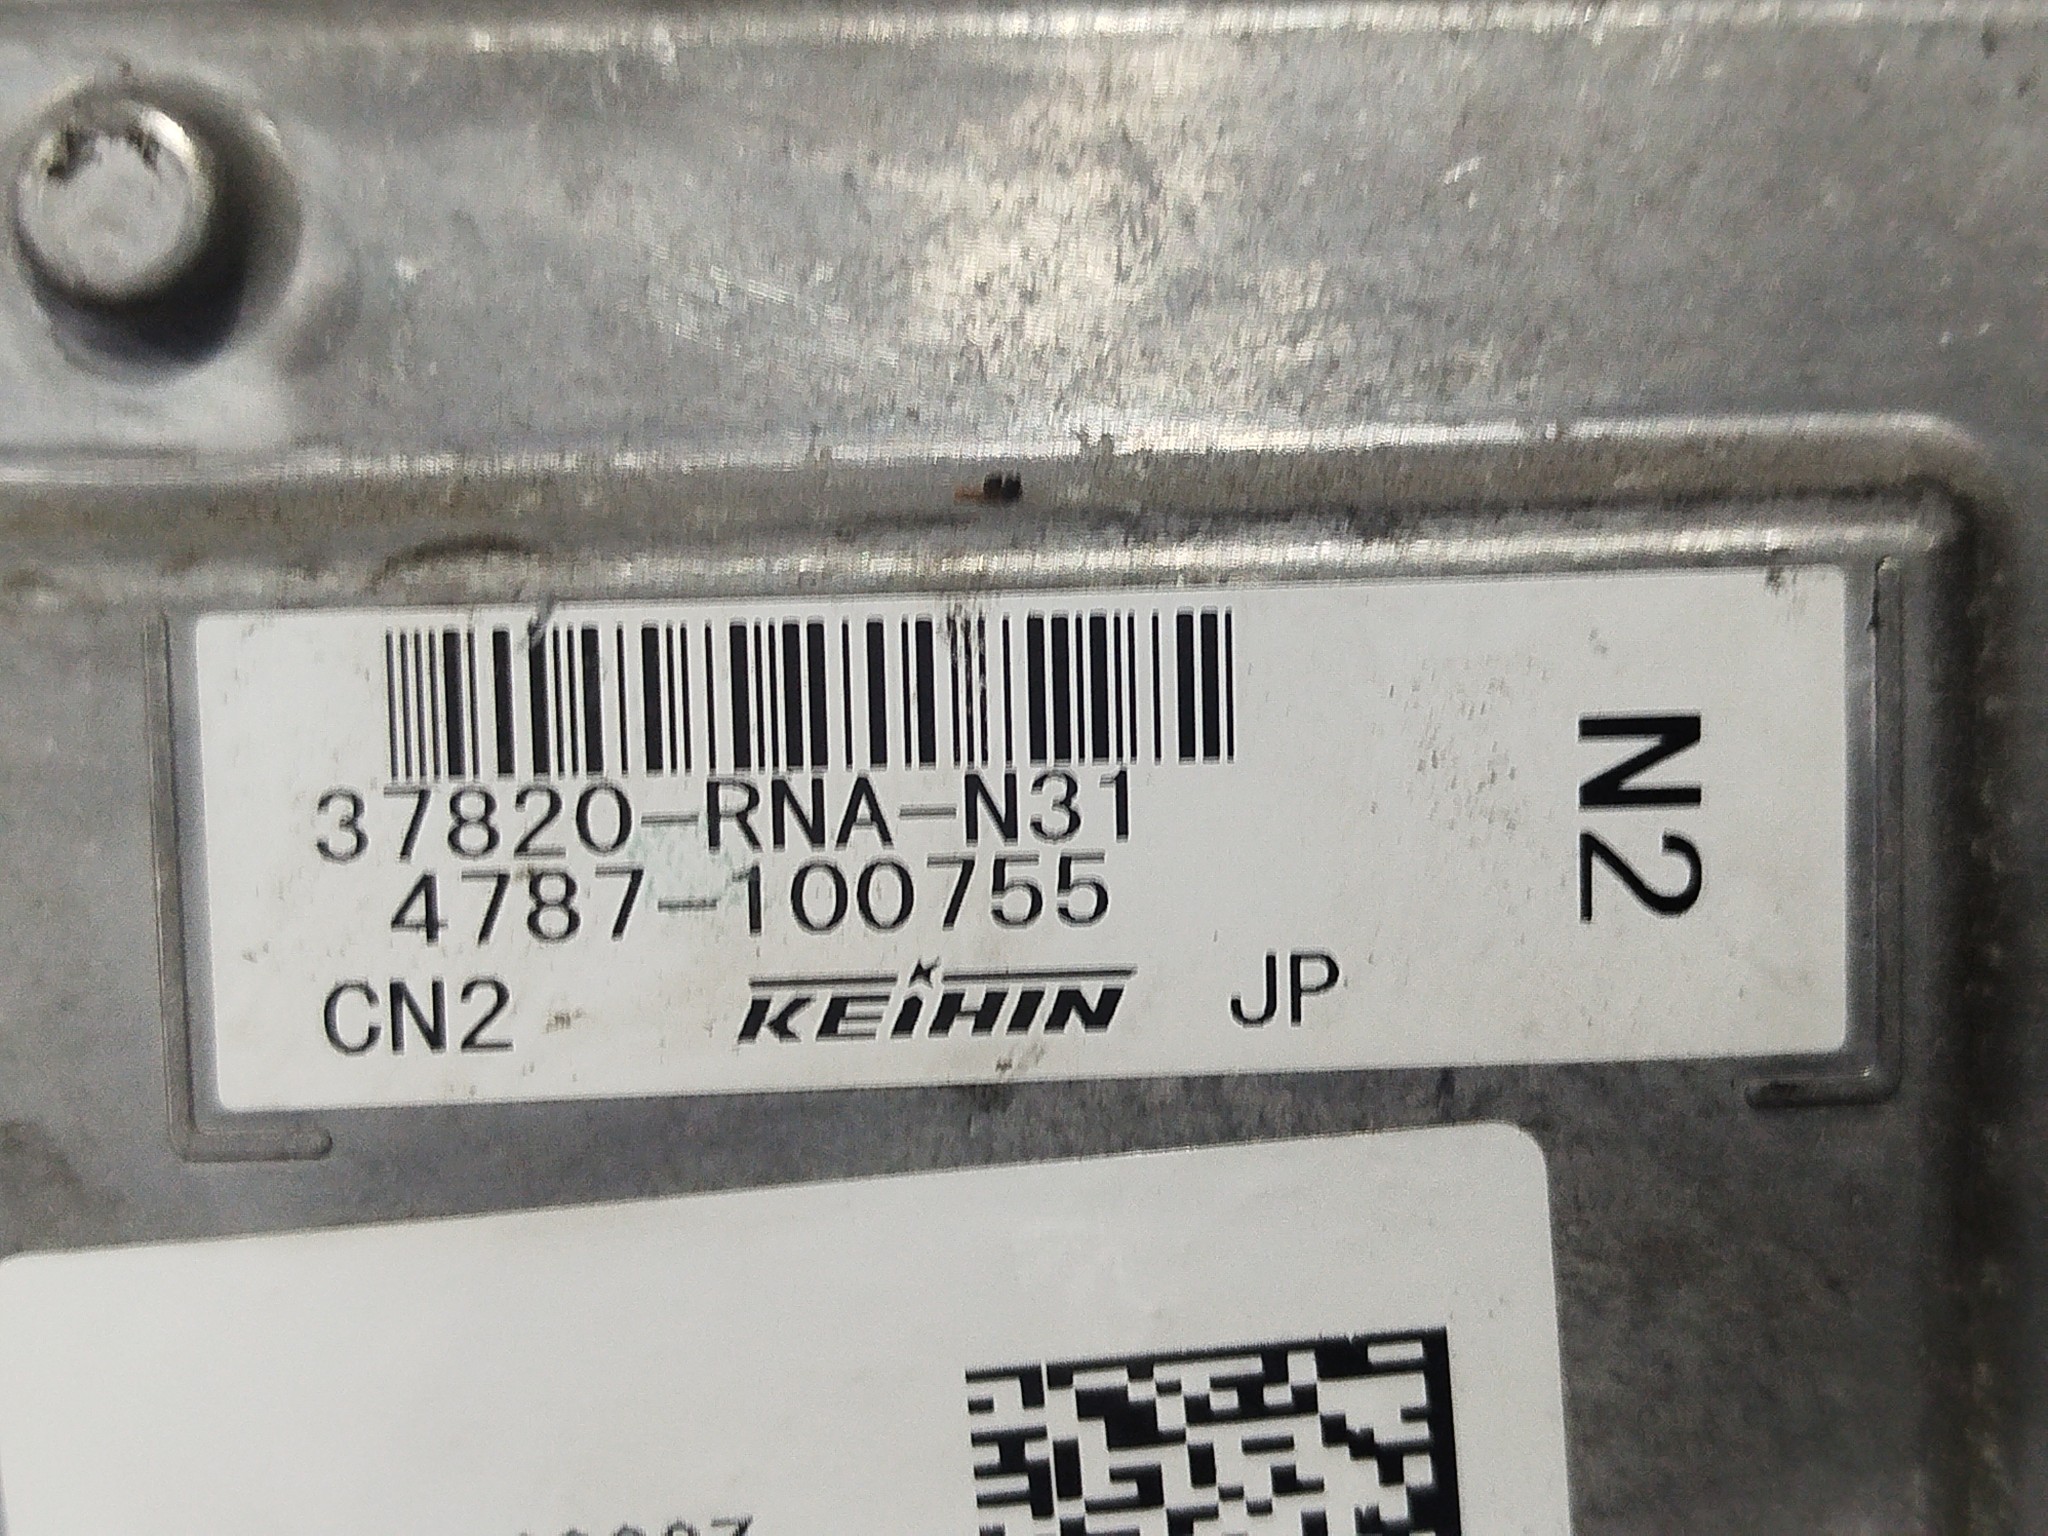 37820-RNA-N31
4787-100755
CN2 KEIHIN JP
N2